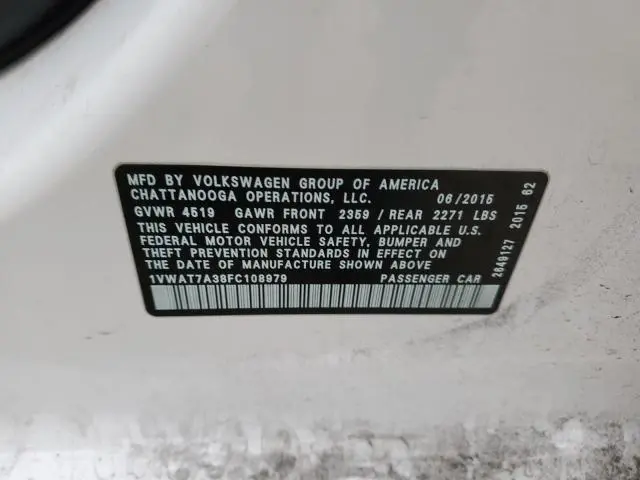 MFD BY VOLKSWAGEN GROUP OF AMERICA
CHATTANOOGA OPERATIONS, LLC. 06/2015
GVWR 4519 GAWR FRONT 2359 / REAR 2271 LBS
THIS VEHICLE CONFORMS TO ALL APPLICABLE U.S.
FEDERAL MOTOR VEHICLE SAFETY, BUMPER AND
THEFT PREVENTION STANDARDS IN EFFECT ON
THE DATE OF MANUFACTURE SHOWN ABOVE
1VWAT7A38FC108979 PASSENGER CAR
2649127 2015 62